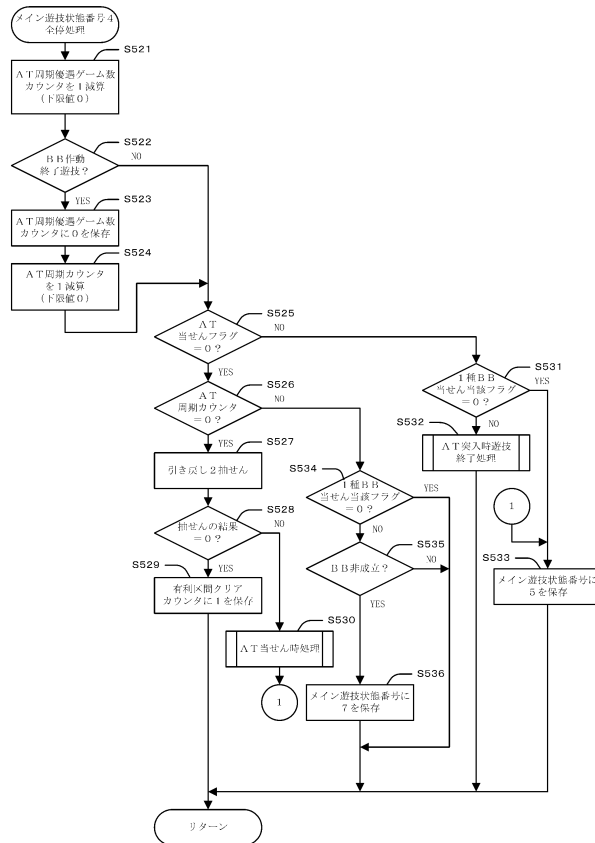 メイン遊技状態番号４
全停処理
S521
ＡＴ周期優遇ゲーム数
カウンタを１減算
（下限値０）
S522
ＢＢ作動
終了遊技？
NO
YES
S523
ＡＴ周期優遇ゲーム数
カウンタに０を保存
S524
ＡＴ周期カウンタ
を１減算
（下限値０）
S525
ＡＴ
当せんフラグ
＝０？
NO
YES
S526
ＡＴ
周期カウンタ
＝０？
NO
YES
S527
引き戻し２抽せん
S528
抽せんの結果
＝０？
NO
YES
S529
有利区間クリア
カウンタに１を保存
S530
ＡＴ当せん時処理
１
S531
１種ＢＢ
当せん当該フラグ
＝０？
YES
NO
S532
ＡＴ突入時遊技
終了処理
１
S533
メイン遊技状態番号に
５を保存
S534
１種ＢＢ
当せん当該フラグ
＝０？
YES
NO
S535
ＢＢ非成立？
NO
YES
S536
メイン遊技状態番号に
７を保存
リターン